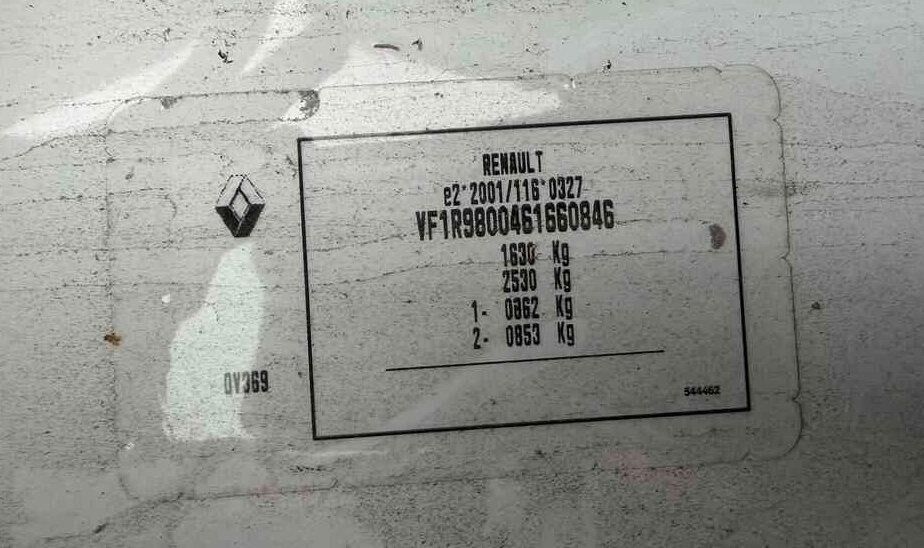 RENAULT
e2*2001/116*0327
VF1R9800461660846
1630 Kg
2530 Kg
1- 0862 Kg
2- 0853 Kg
0V369
544462